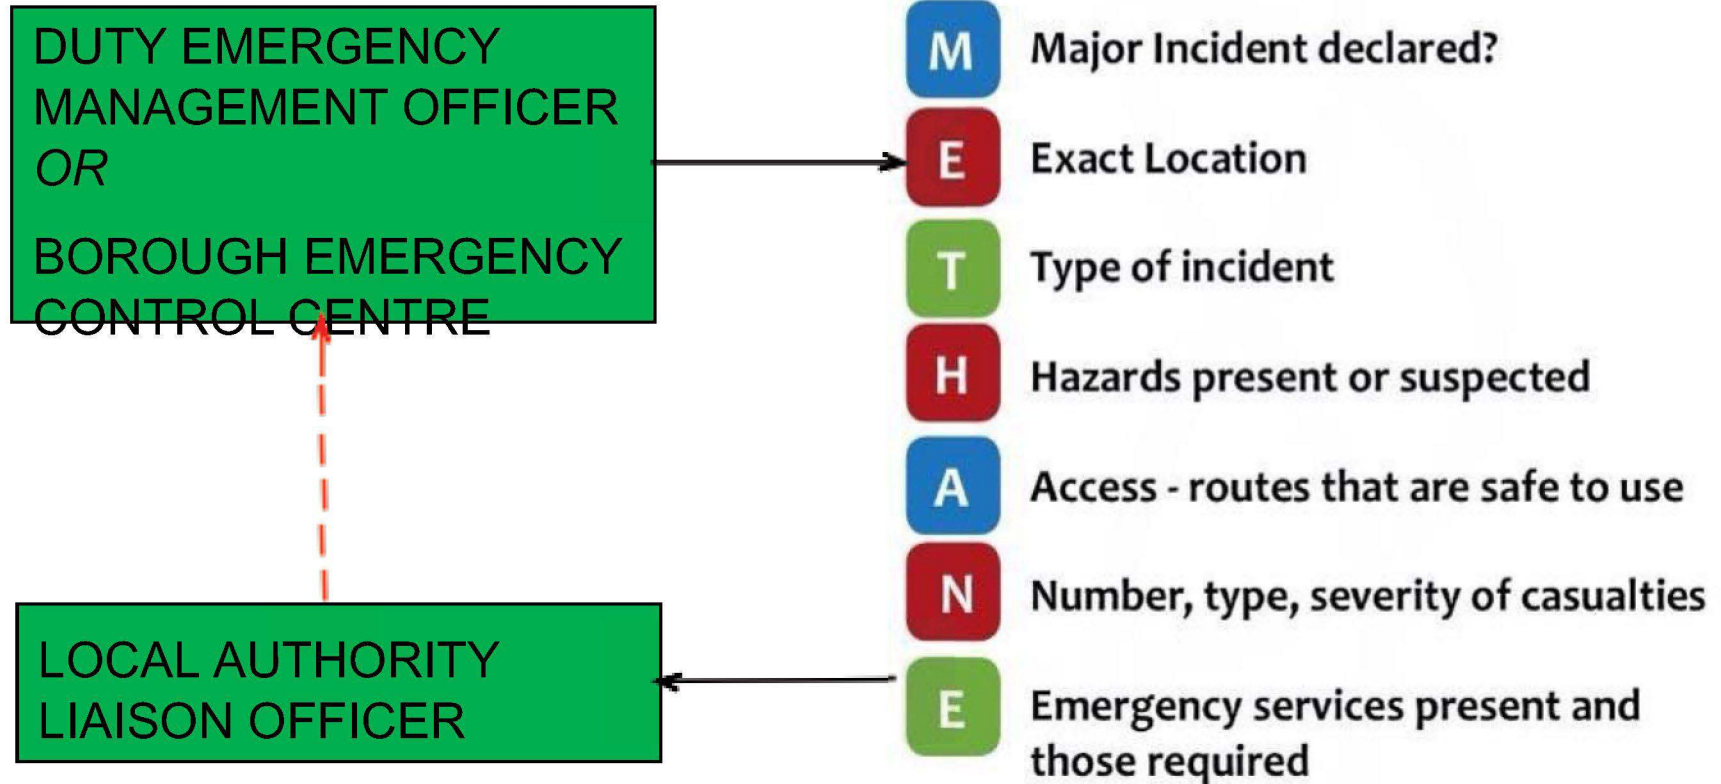 DUTY EMERGENCY
MANAGEMENT OFFICER
OR
BOROUGH EMERGENCY
CONTROL CENTRE
LOCAL AUTHORITY
LIAISON OFFICER
M Major Incident declared?
E Exact Location
T Type of incident
H Hazards present or suspected
A Access - routes that are safe to use
N Number, type, severity of casualties
E Emergency services present and
those required